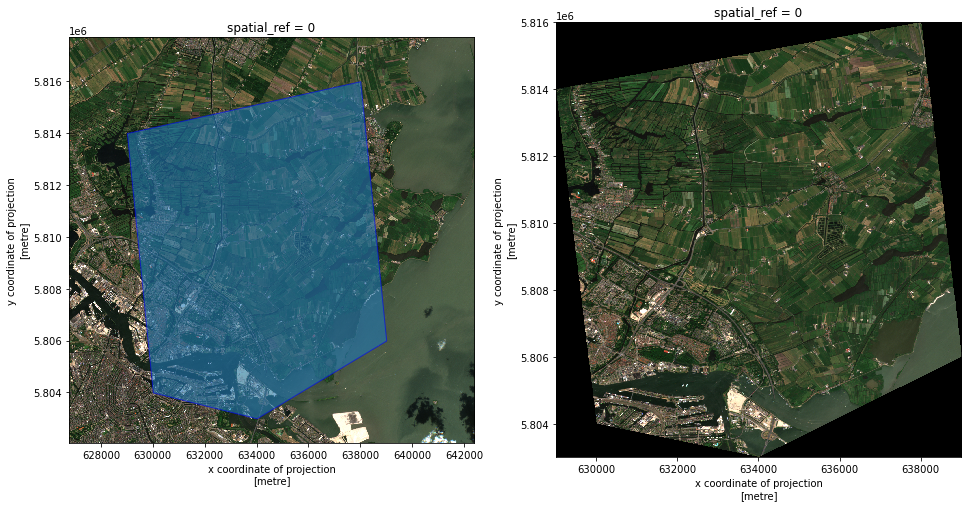 spatial_ref = 0
1e6
5.816
5.814
5.812
5.810
5.808
5.806
5.804
y coordinate of projection
[metre]
628000 630000 632000 634000 636000 638000 640000 642000
x coordinate of projection
[metre]
spatial_ref = 0
1e6
5.816
5.814
5.812
5.810
5.808
5.806
5.804
y coordinate of projection
[metre]
630000 632000 634000 636000 638000
x coordinate of projection
[metre]